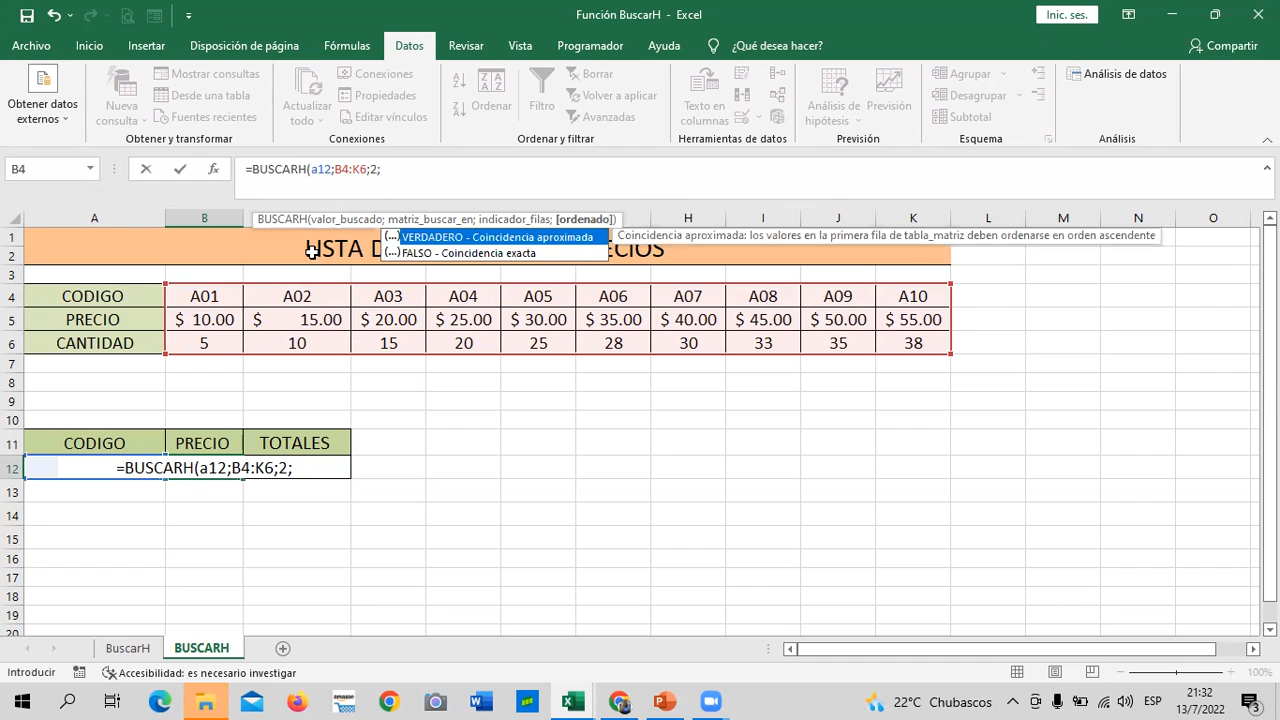 Función BuscarH - Excel
Inic. ses.
Archivo Inicio Insertar Disposición de página Fórmulas Datos Revisar Vista Programador Ayuda ¿Qué desea hacer? Compartir
Obtener datos externos
Nueva consulta
Mostrar consultas
Desde una tabla
Fuentes recientes
Obtener y transformar
Actualizar todo
Conexiones
Propiedades
Editar vínculos
Conexiones
Ordenar
Filtro
Borrar
Volver a aplicar
Avanzadas
Ordenar y filtrar
Texto en columnas
Herramientas de datos
Análisis de hipótesis
Previsión
Previsión
Agrupar
Desagrupar
Subtotal
Esquema
Análisis de datos
Análisis
B4 fx =BUSCARH(a12;B4:K6;2;
BUSCARH(valor_buscado; matriz_buscar_en; indicador_filas; [ordenado])
A B H I J K L M N O
(...) VERDADERO - Coincidencia aproximada
Coincidencia aproximada: los valores en la primera fila de tabla_matriz deben ordenarse en orden ascendente
(...) FALSO - Coincidencia exacta
1
2
3
4 CODIGO A01 A02 A03 A04 A05 A06 A07 A08 A09 A10
5 PRECIO $ 10.00 $ 15.00 $ 20.00 $ 25.00 $ 30.00 $ 35.00 $ 40.00 $ 45.00 $ 50.00 $ 55.00
6 CANTIDAD 5 10 15 20 25 28 30 33 35 38
7
8
9
10
11 CODIGO PRECIO TOTALES
12 =BUSCARH(a12;B4:K6;2;
13
14
15
16
17
18
19
20
BuscarH BUSCARH
Introducir Accesibilidad: es necesario investigar 100%
22°C Chubascos ESP 21:32
13/7/2022 3